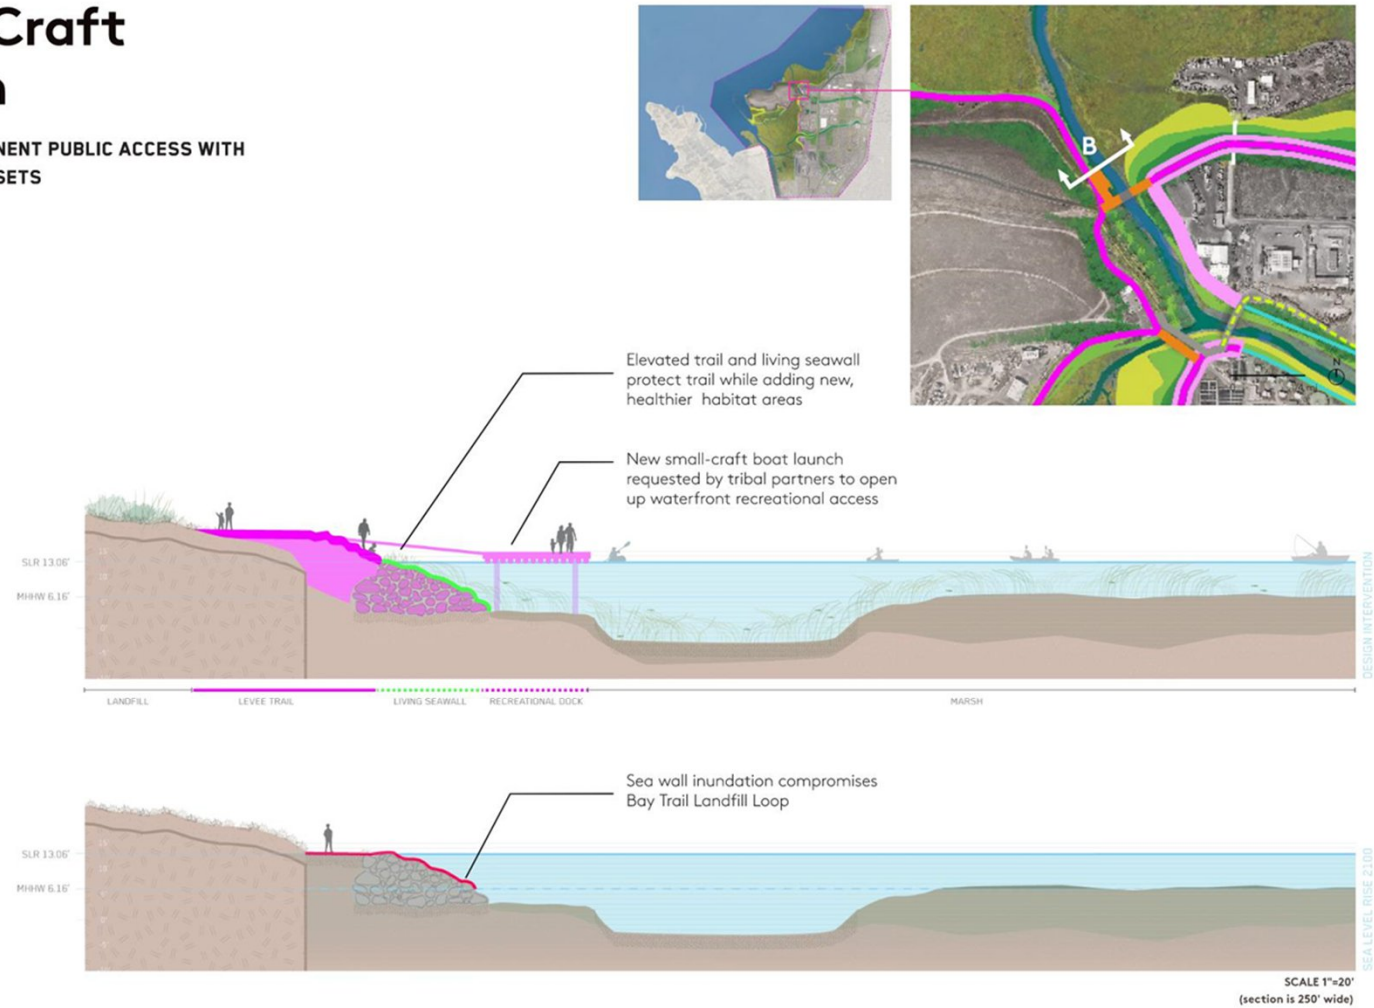 Craft
n
NENT PUBLIC ACCESS WITH
SETS
B
N
Elevated trail and living seawall
protect trail while adding new,
healthier habitat areas
New small-craft boat launch
requested by tribal partners to open
up waterfront recreational access
SLR 13.06'
MHHW 6.16'
DESIGN INTERVENTION
LANDFILL
LEVEE TRAIL
LIVING SEAWALL
RECREATIONAL DOCK
MARSH
Sea wall inundation compromises
Bay Trail Landfill Loop
SLR 13.06'
MHHW 6.16'
SEA LEVEL RISE 2100
SCALE 1"=20'
(section is 250' wide)